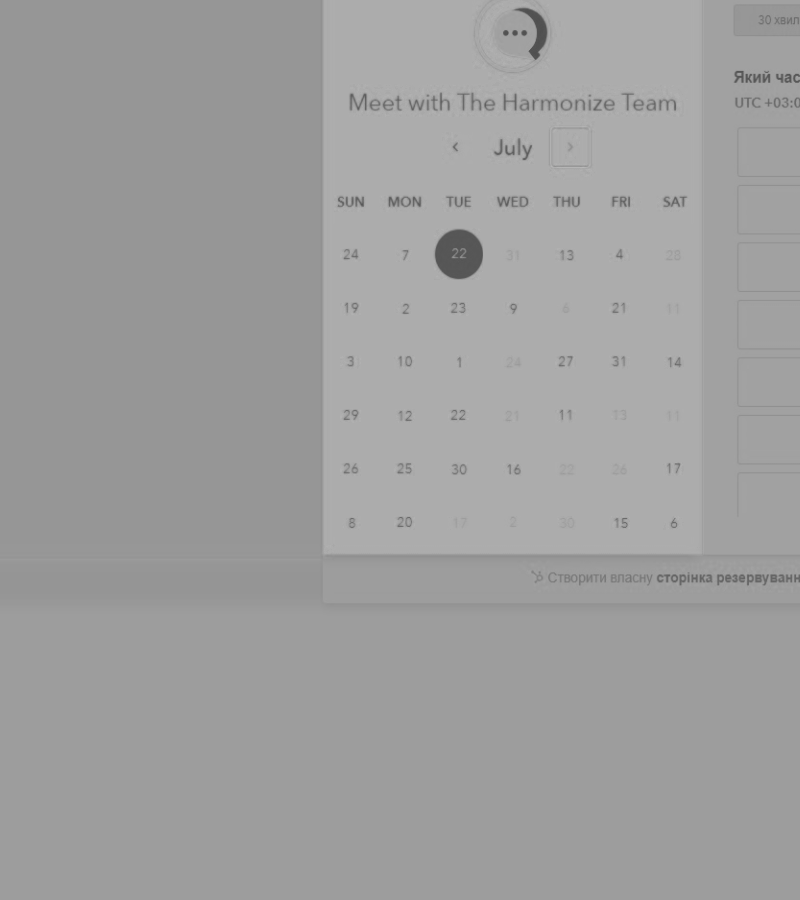 30 хвил
Meet with The Harmonize Team
Який час
UTC +03:0
July
SUN MON TUE WED THU FRI SAT
24 7 22 31 13 4 28
19 2 23 9 6 21 11
3 10 1 24 27 31 14
29 12 22 21 11 13 11
26 25 30 16 22 26 17
8 20 17 2 30 15 6
Створити власну сторінка резервуванн